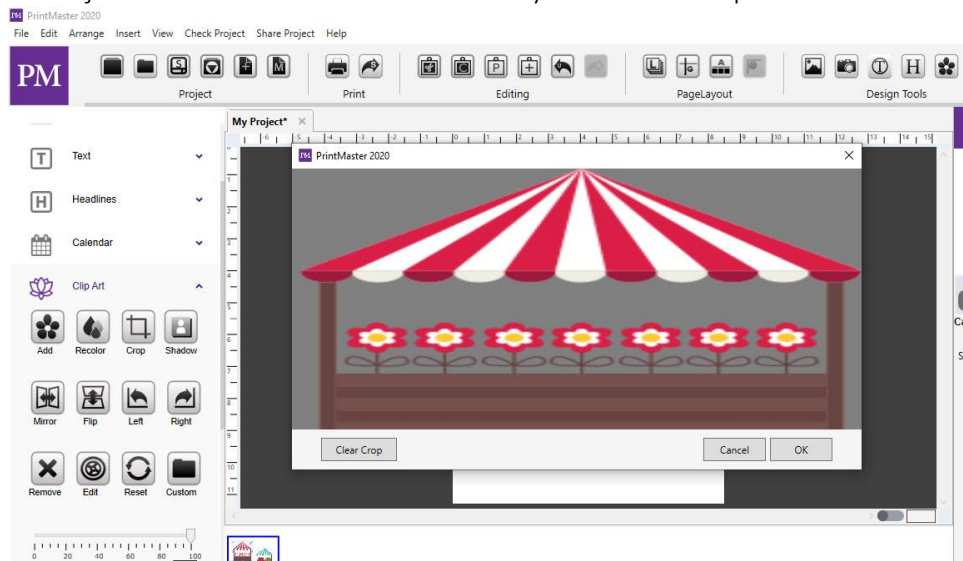 PM PrintMaster 2020
File Edit Arrange Insert View Check Project Share Project Help
PM
Project Print Editing PageLayout Design Tools
My Project*
Text
Headlines
Calendar
Clip Art
Add Recolor Crop Shadow
Mirror Flip Left Right
Remove Edit Reset Custom
0 20 40 60 80 100
PM PrintMaster 2020
Clear Crop Cancel OK